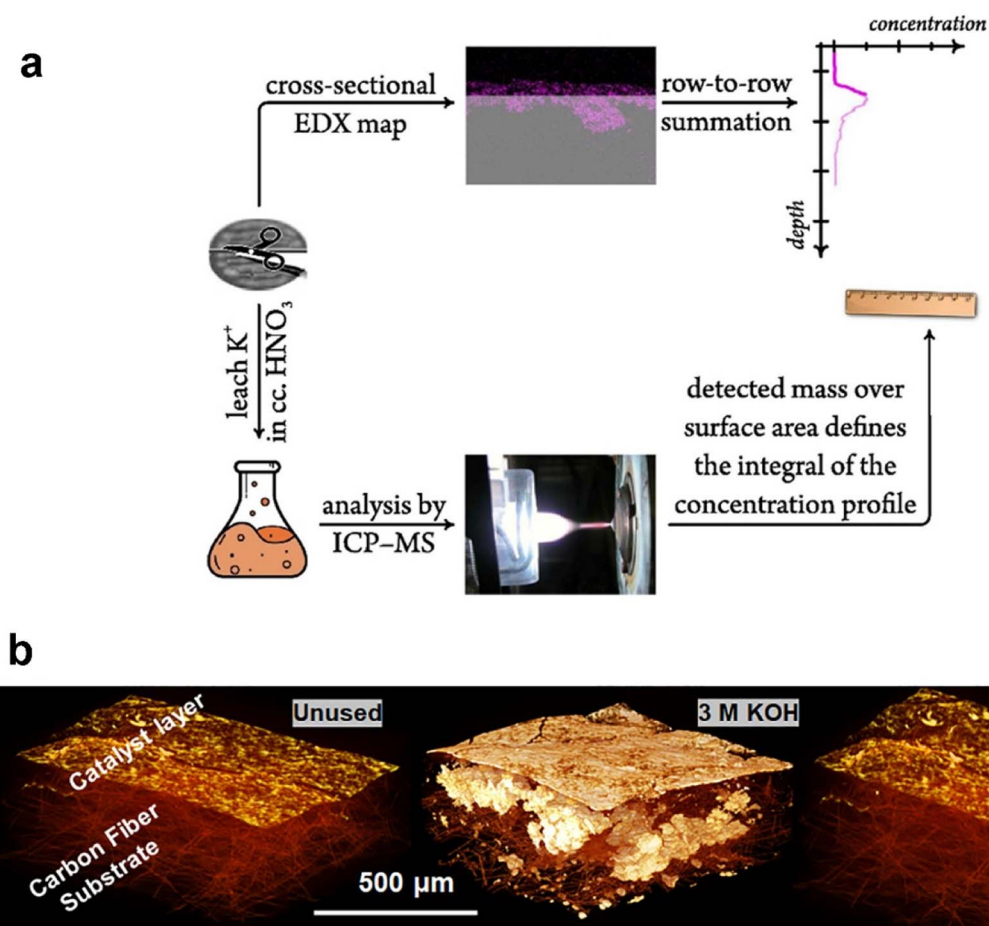 a
concentration
cross-sectional
EDX map
row-to-row
summation
depth
leach K⁺
in cc. HNO₃
detected mass over
surface area defines
the integral of the
concentration profile
analysis by
ICP–MS
b
Unused
3 M KOH
Catalyst layer
Carbon Fiber
Substrate
500 µm